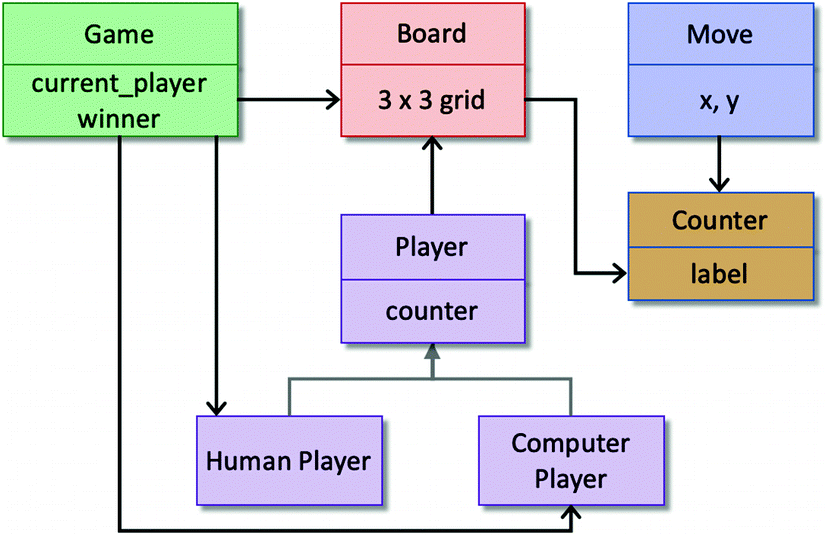 Game
current_player
winner
Board
3 x 3 grid
Move
x, y
Counter
label
Player
counter
Human Player
Computer
Player